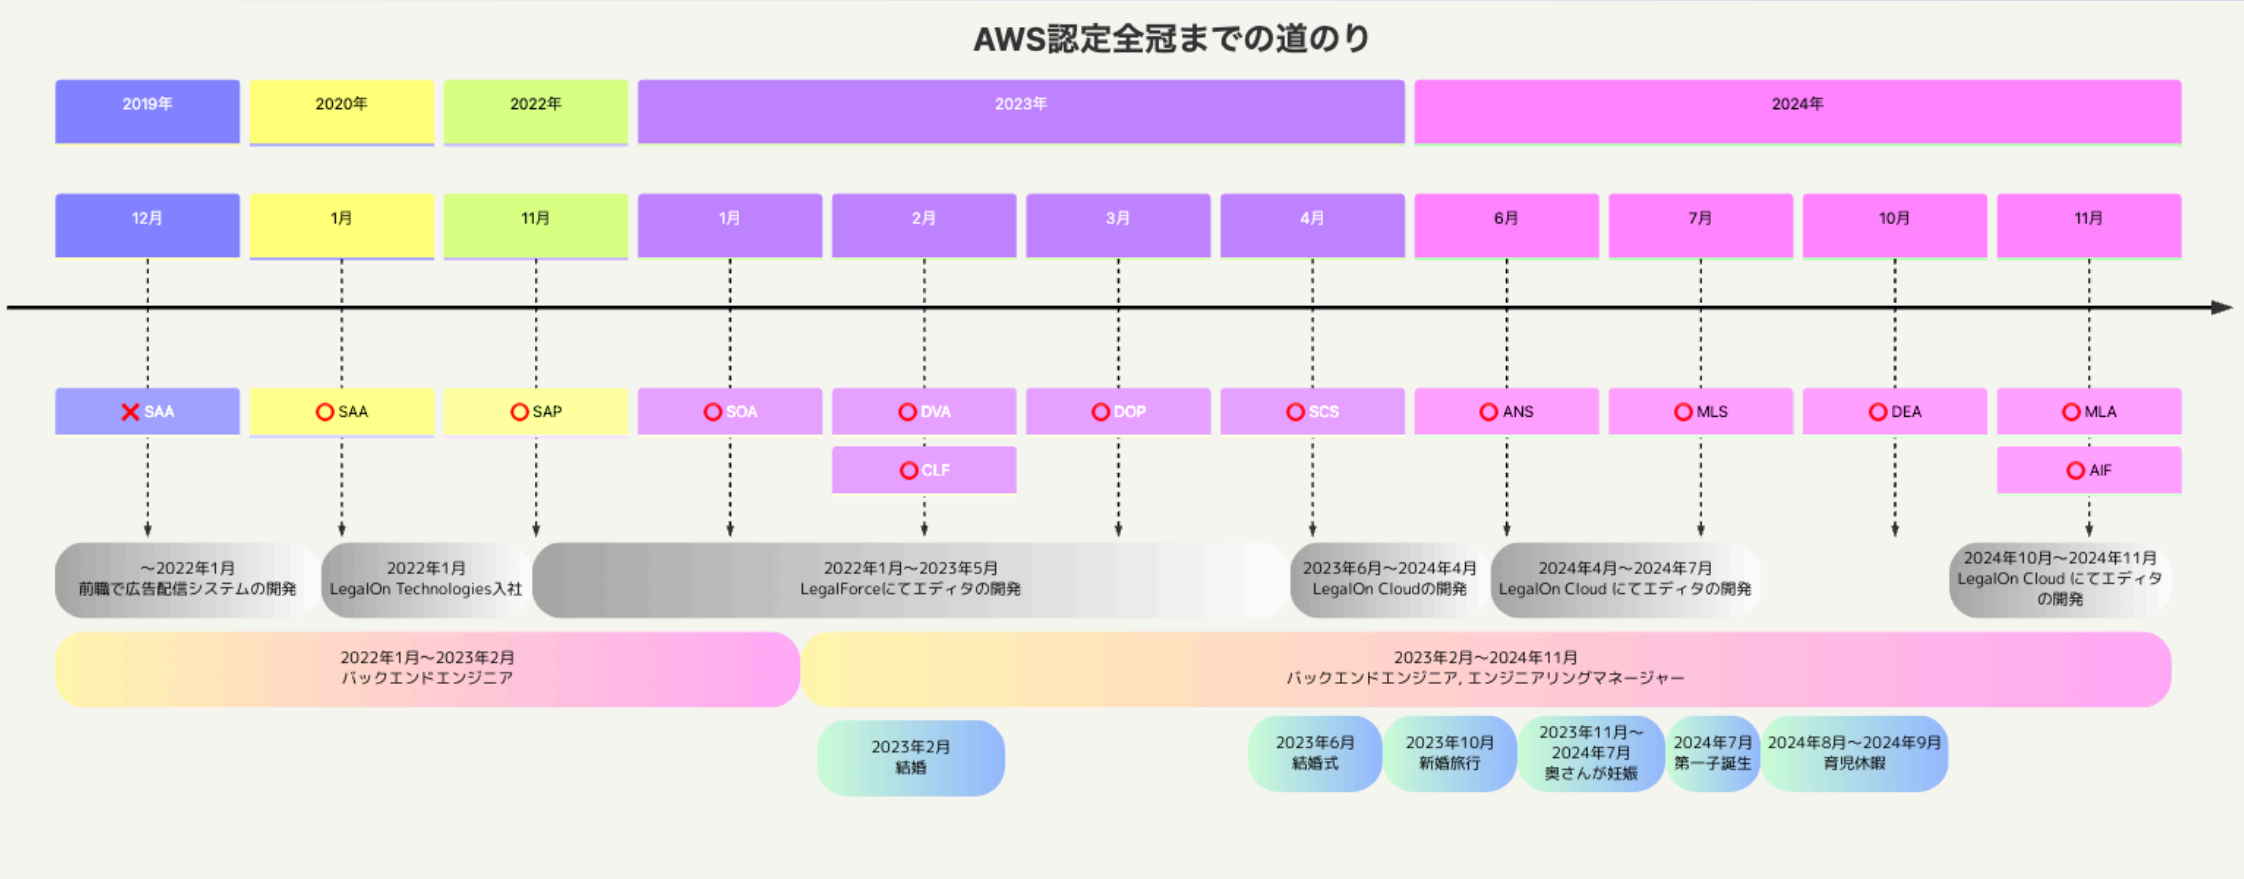 AWS認定全冠までの道のり
2019年
2020年
2022年
2023年
2024年
12月
1月
11月
1月
2月
3月
4月
6月
7月
10月
11月
❌ SAA
⭕ SAA
⭕ SAP
⭕ SOA
⭕ DVA
⭕ DOP
⭕ SCS
⭕ ANS
⭕ MLS
⭕ DEA
⭕ MLA
⭕ CLF
⭕ AIF
〜2022年1月
前職で広告配信システムの開発
2022年1月
LegalOn Technologies入社
2022年1月〜2023年5月
LegalForceにてエディタの開発
2023年6月〜2024年4月
LegalOn Cloudの開発
2024年4月〜2024年7月
LegalOn Cloud にてエディタの開発
2024年10月〜2024年11月
LegalOn Cloud にてエディタ
の開発
2022年1月〜2023年2月
バックエンドエンジニア
2023年2月〜2024年11月
バックエンドエンジニア, エンジニアリングマネージャー
2023年2月
結婚
2023年6月
結婚式
2023年10月
新婚旅行
2023年11月〜
2024年7月
奥さんが妊娠
2024年7月
第一子誕生
2024年8月〜2024年9月
育児休暇